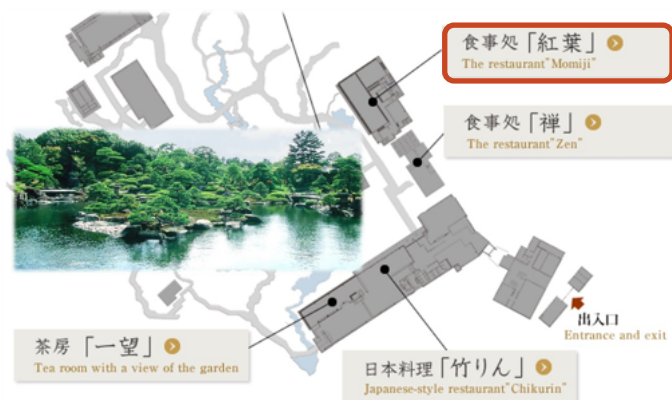 食事処「紅葉」
The restaurant"Momiji"
食事処「禅」
The restaurant"Zen"
出入口
Entrance and exit
茶房「一望」
Tea room with a view of the garden
日本料理「竹りん」
Japanese-style restaurant"Chikurin"